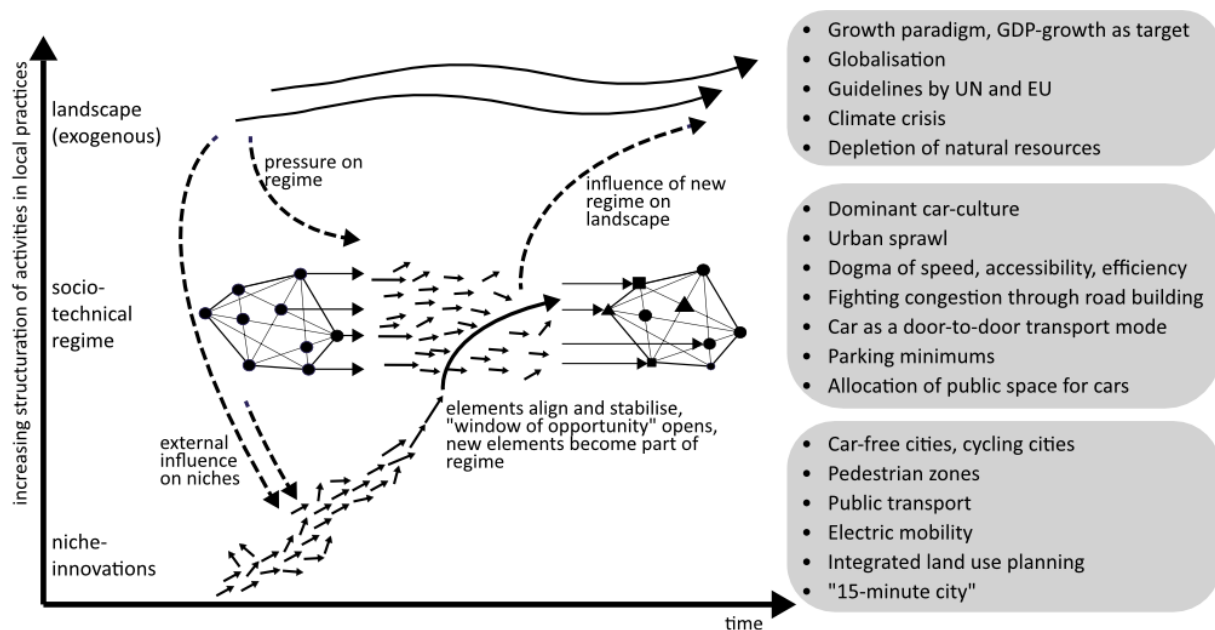 increasing structuration of activities in local practices
landscape
(exogenous)
pressure on
regime
influence of new
regime on
landscape
socio-
technical
regime
elements align and stabilise,
"window of opportunity" opens,
new elements become part of
regime
external
influence
on niches
niche-
innovations
time
• Growth paradigm, GDP-growth as target
• Globalisation
• Guidelines by UN and EU
• Climate crisis
• Depletion of natural resources
• Dominant car-culture
• Urban sprawl
• Dogma of speed, accessibility, efficiency
• Fighting congestion through road building
• Car as a door-to-door transport mode
• Parking minimums
• Allocation of public space for cars
• Car-free cities, cycling cities
• Pedestrian zones
• Public transport
• Electric mobility
• Integrated land use planning
• "15-minute city"